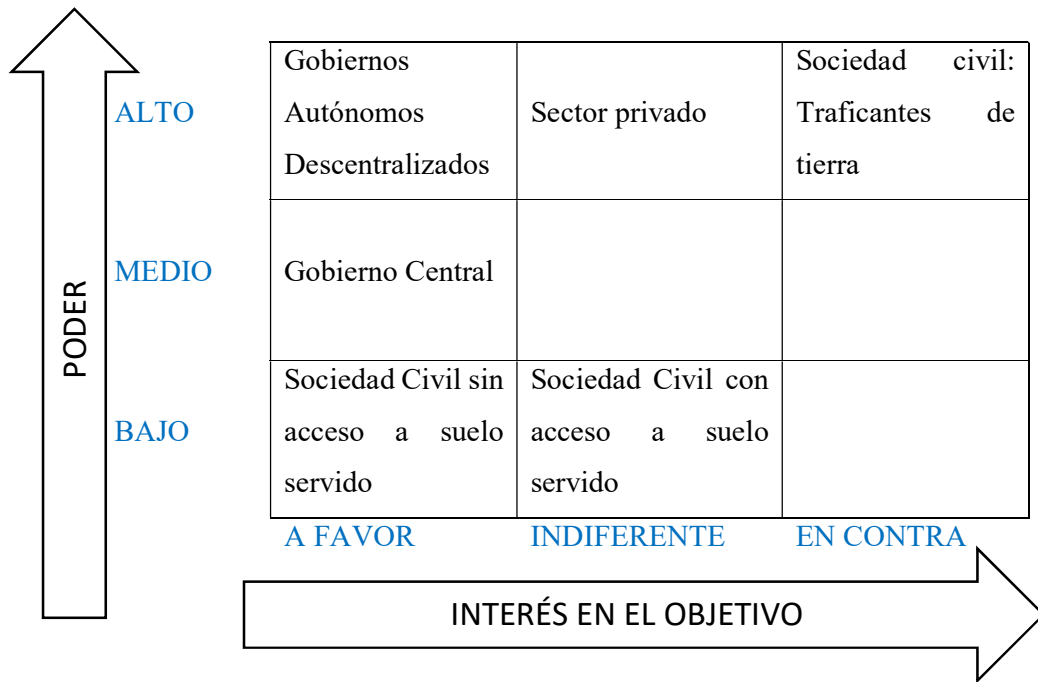 Gobiernos
Autónomos
Descentralizados
Sector privado
Sociedad civil:
Traficantes de
tierra
ALTO
MEDIO
Gobierno Central
PODER
BAJO
Sociedad Civil sin
acceso a suelo
servido
Sociedad Civil con
acceso a suelo
servido
A FAVOR
INDIFERENTE
EN CONTRA
INTERÉS EN EL OBJETIVO